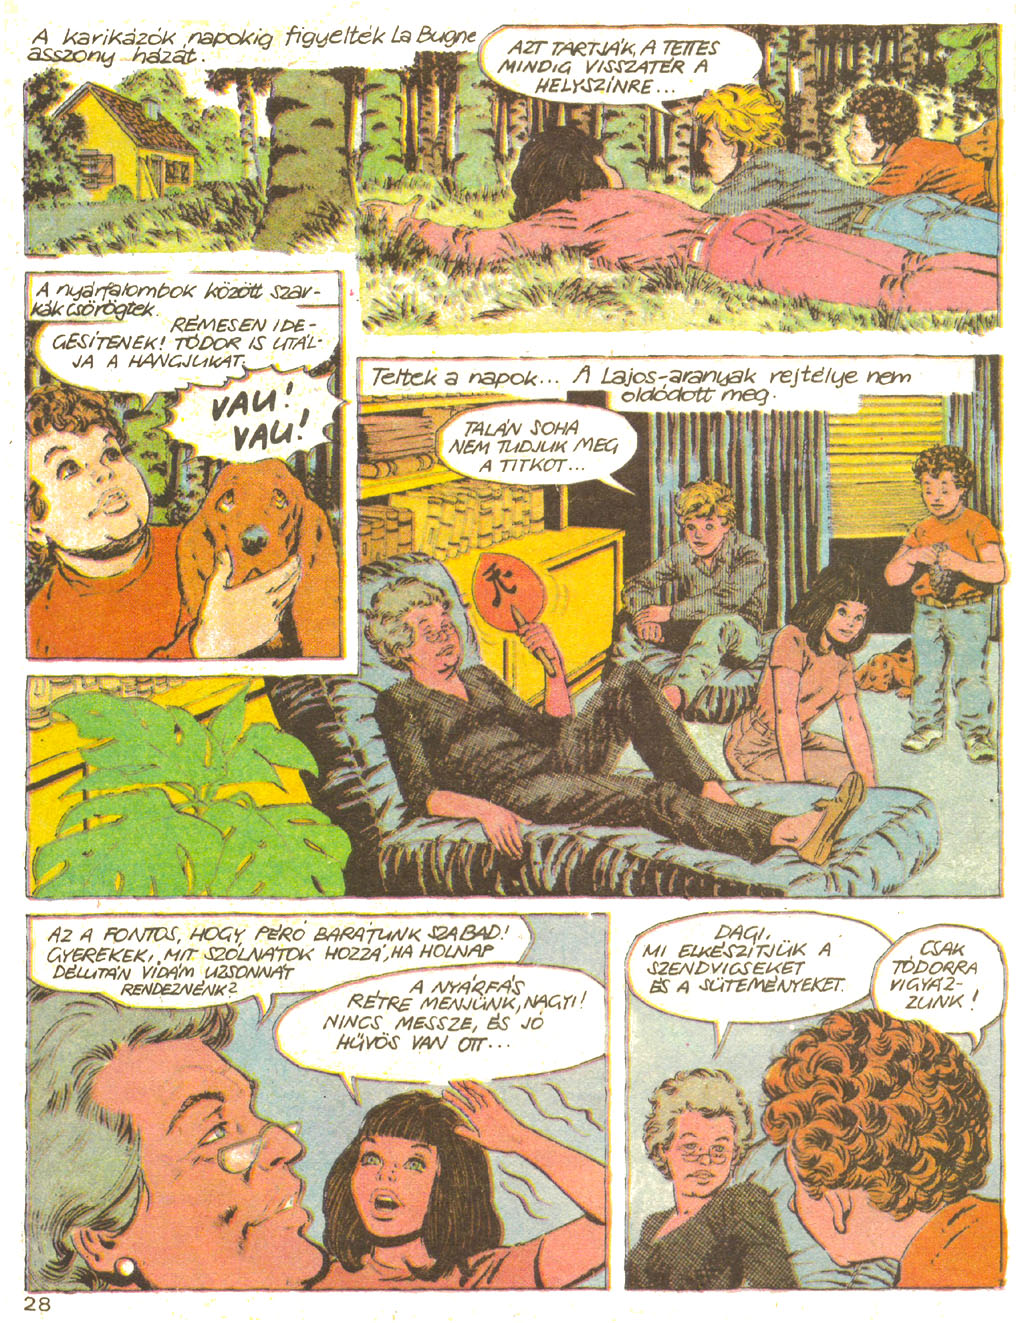 A karikázók napokig figyelték La Bugne
asszony házát.
AZT TARTJÁK, A TETTES
MINDIG VISSZATÉR A
HELYSZÍNRE...
A nyárfalombok között szar-
kák csörögtek.
RÉMESEN IDE-
GESÍTENEK! TÓDOR IS UTÁL-
JA A HANGJUKAT.
VAU!
VAU!
Teltek a napok... A Lajos-aranyak rejtélye nem
oldódott meg.
TALÁN SOHA
NEM TUDJUK MEG
A TITKOT...
元
AZ A FONTOS, HOGY PÉRÓ BARÁTUNK SZABAD!
GYEREKEK, MIT SZÓLNÁTOK HOZZÁ, HA HOLNAP
DÉLUTÁN VIDÁM UZSONNÁT
RENDEZNÉNK?
A NYÁRFÁS
RÉTRE MENJÜNK, NAGYI!
NINCS MESSZE, ÉS JÓ
HŰVÖS VAN OTT...
DAGI,
MI ELKÉSZÍTJÜK A
SZENDVICSEKET
ÉS A SÜTEMÉNYEKET.
CSAK
TÓDORRA
VIGYÁZ-
ZUNK!
28